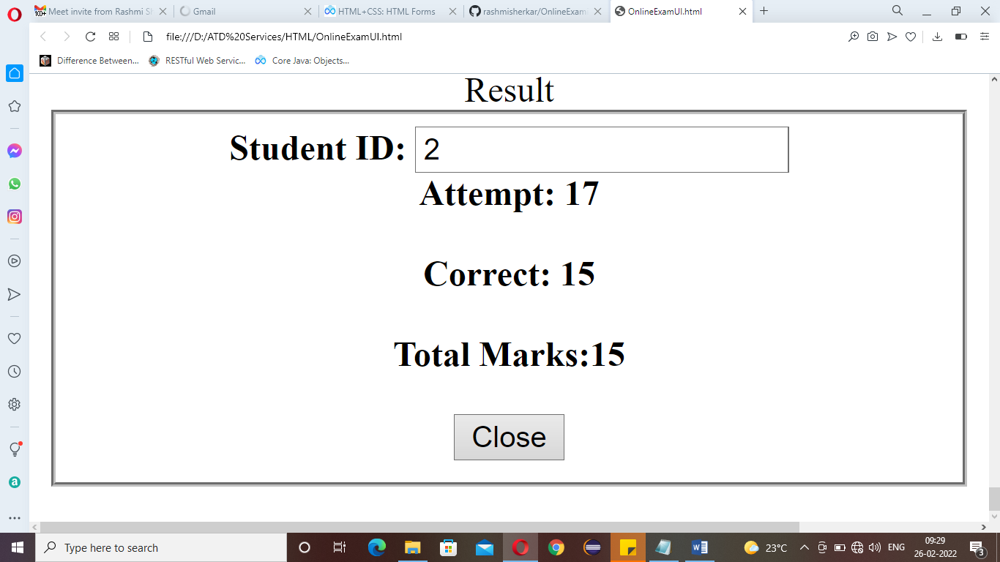 100+ Meet invite from Rashmi S
Gmail
HTML+CSS: HTML Forms
rashmisherkar/OnlineExam
OnlineExamUI.html
file:///D:/ATD%20Services/HTML/OnlineExamUI.html
Difference Between...
RESTful Web Servic...
Core Java: Objects...
Result
Student ID: 2
Attempt: 17
Correct: 15
Total Marks:15
Close
a
Type here to search
23°C
ENG
09:29
26-02-2022
3